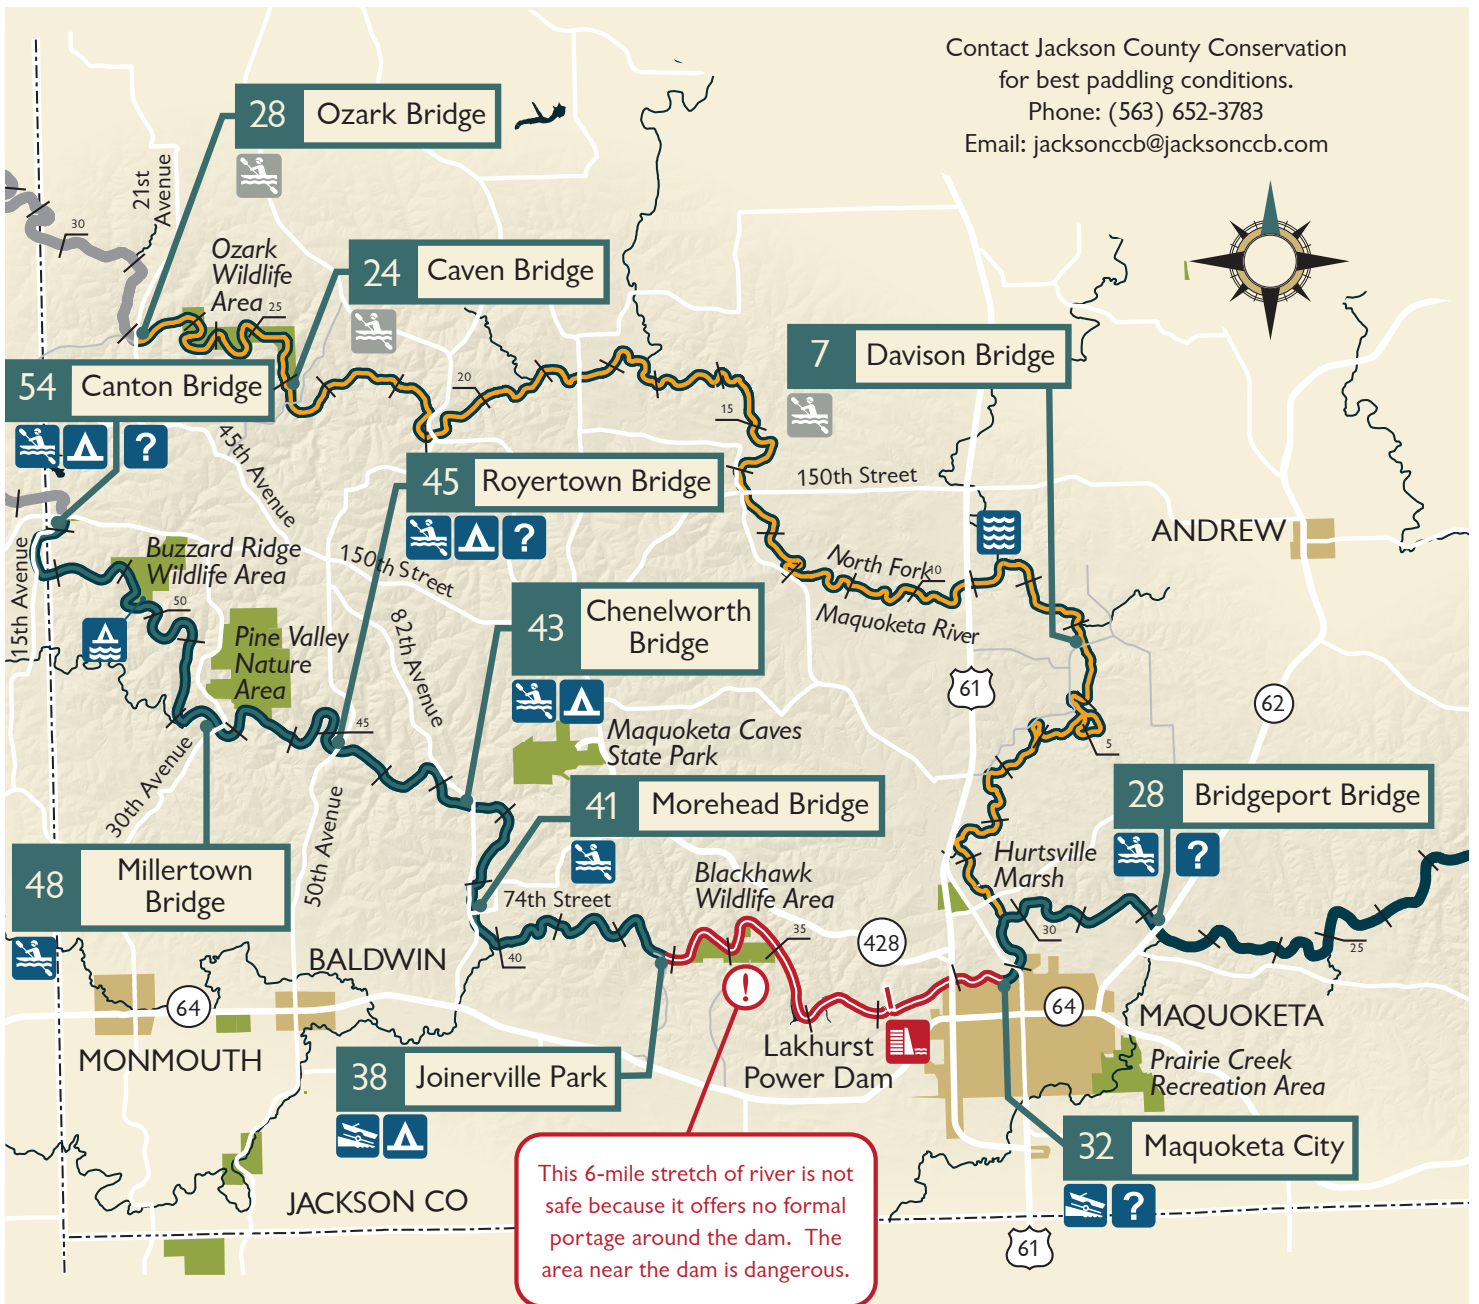 Contact Jackson County Conservation
for best paddling conditions.
Phone: (563) 652-3783
Email: jacksonccb@jacksonccb.com
28 Ozark Bridge
21st
Avenue
30
Ozark
Wildlife
Area
25
24 Caven Bridge
7 Davison Bridge
54 Canton Bridge
?
20
15
45th Avenue
45 Royertown Bridge
?
150th Street
ANDREW
15th Avenue
Buzzard Ridge
Wildlife Area
150th Street
North Fork
10
Maquoketa River
50
43 Chenelworth
Bridge
82th Avenue
Pine Valley
Nature
Area
61
62
45
Maquoketa Caves
State Park
5
30th Avenue
50th Avenue
41 Morehead Bridge
28 Bridgeport Bridge
?
48 Millertown
Bridge
Hurtsville
Marsh
Blackhawk
Wildlife Area
74th Street
35
30
25
428
40
BALDWIN
!
64
64
MAQUOKETA
MONMOUTH
Lakhurst
Power Dam
Prairie Creek
Recreation Area
38 Joinerville Park
32 Maquoketa City
?
This 6-mile stretch of river is not
safe because it offers no formal
portage around the dam. The
area near the dam is dangerous.
JACKSON CO
61